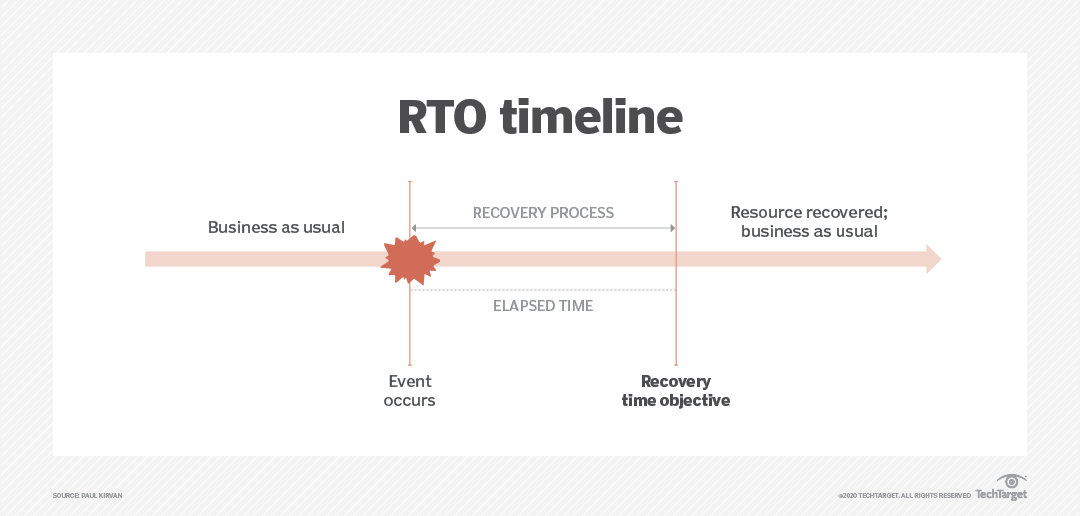 RTO timeline
Business as usual
RECOVERY PROCESS
Resource recovered;
business as usual
ELAPSED TIME
Event
occurs
Recovery
time objective
SOURCE: PAUL KIRVAN
©2020 TECHTARGET. ALL RIGHTS RESERVED
TechTarget